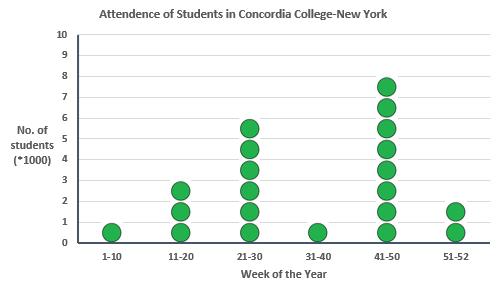 Attendence of Students in Concordia College-New York
10
9
8
7
6
5
4
3
2
1
0
No. of
students
(*1000)
1-10 11-20 21-30 31-40 41-50 51-52
Week of the Year